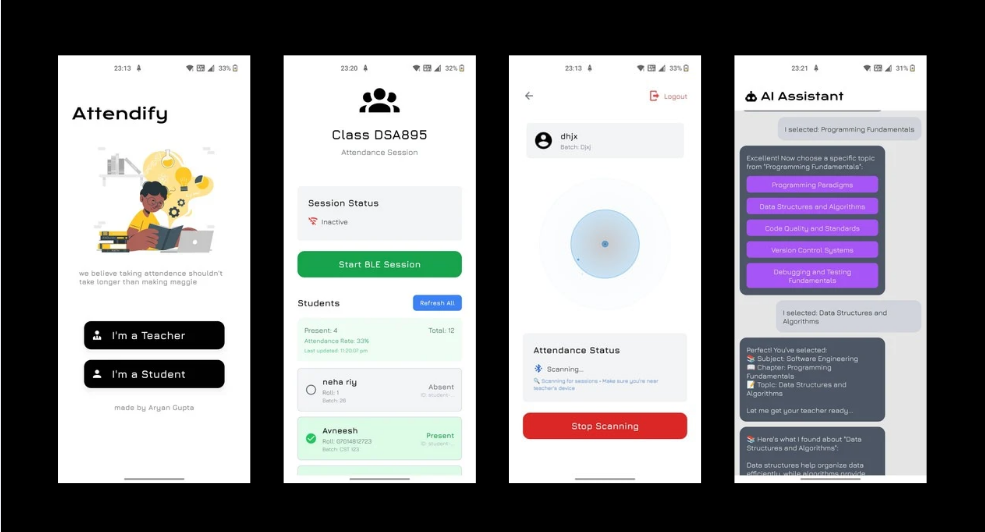 23:13
33%
Attendify
we believe taking attendence shouldn't
take longer than making maggie
I'm a Teacher
I'm a Student
made by Aryan Gupta
23:20
32%
Class DSA895
Attendance Session
Session Status
Inactive
Start BLE Session
Students
Refresh All
Present: 4
Total: 12
Attendance Rate: 33%
Last updated: 11:20:31 pm
neha riy
Absent
Roll: 1
Batch: 26
Avneesh
Present
Roll: 07014812723
Batch: CST 123
23:13
33%
Logout
dhjx
Batch: Djxj
Attendance Status
Scanning...
Scanning for sessions • Make sure you're near
teacher's device
Stop Scanning
23:21
31%
AI Assistant
I selected: Programming Fundamentals
Excellent! Now choose a specific topic
from "Programming Fundamentals":
Programming Paradigms
Data Structures and Algorithms
Code Quality and Standards
Version Control Systems
Debugging and Testing
Fundamentals
I selected: Data Structures and
Algorithms
Perfect! You've selected:
Subject: Software Engineering
Chapter: Programming
Fundamentals
Topic: Data Structures and
Algorithms
Let me get your teacher ready...
Here's what I found about "Data
Structures and Algorithms":
Data structures help organize data
efficiently, while algorithms provide